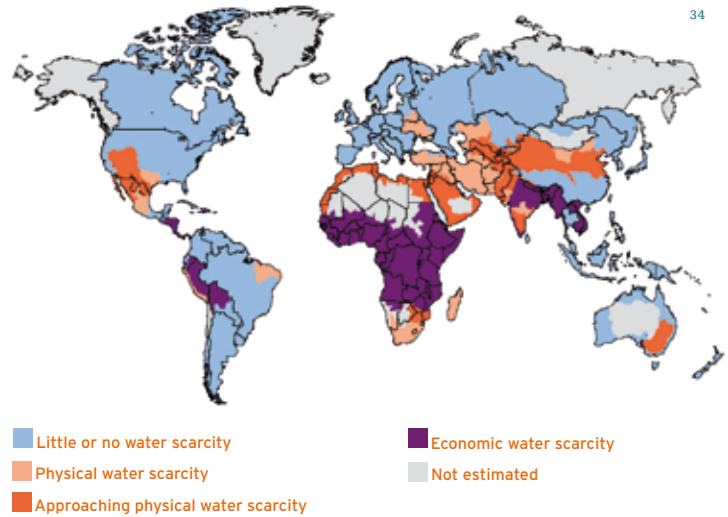 34
Little or no water scarcity
Physical water scarcity
Approaching physical water scarcity
Economic water scarcity
Not estimated